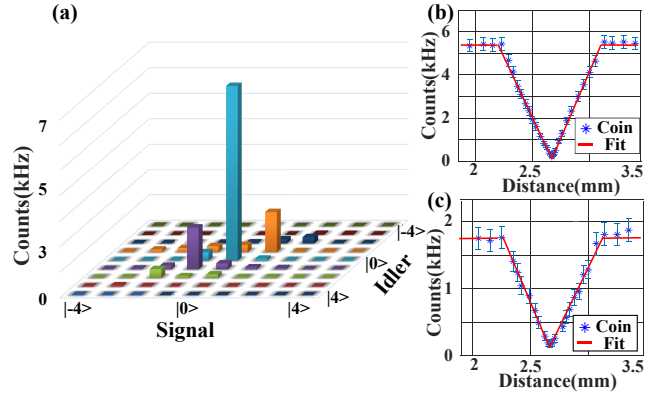 (a)
Counts(kHz)
7
5
3
0
|-4>
|0>
|4>
Signal
|4>
|0>
|-4>
Idler
(b)
Counts(kHz)
6
4
2
0
2
2.5
3
3.5
Distance(mm)
Coin
Fit
(c)
Counts(kHz)
2
1
0
2
2.5
3
3.5
Distance(mm)
Coin
Fit